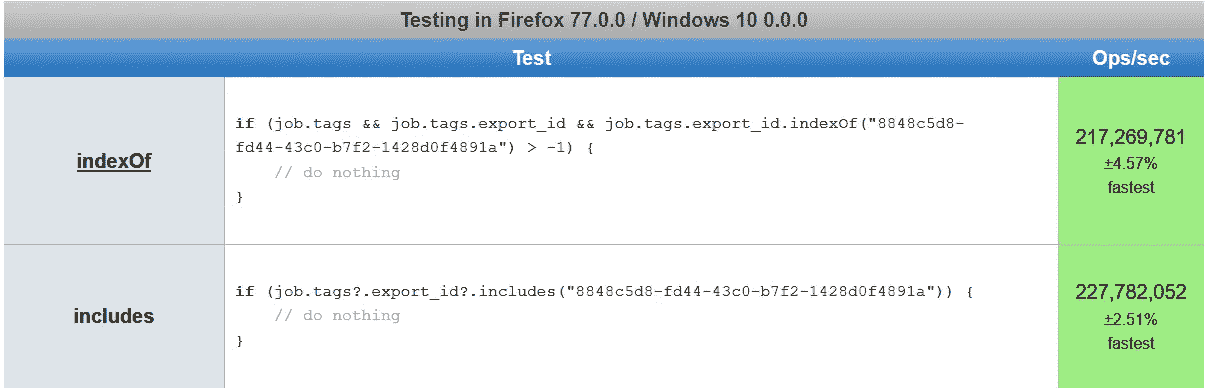 Testing in Firefox 77.0.0 / Windows 10 0.0.0
Test Ops/sec
indexOf
if (job.tags && job.tags.export_id && job.tags.export_id.indexOf("8848c5d8-
fd44-43c0-b7f2-1428d0f4891a") > -1) {
    // do nothing
}
217,269,781
±4.57%
fastest
includes
if (job.tags?.export_id?.includes("8848c5d8-fd44-43c0-b7f2-1428d0f4891a")) {
    // do nothing
}
227,782,052
±2.51%
fastest